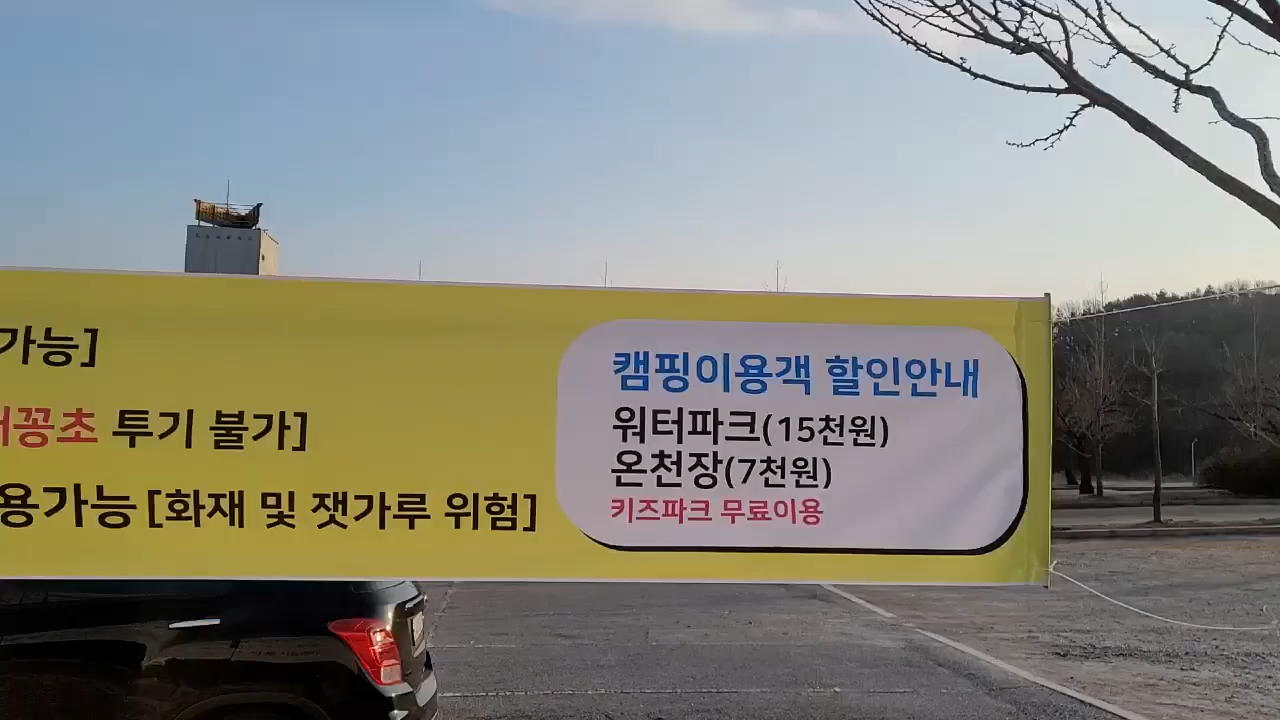 가능]
꽁초 투기 불가]
용가능 [화재 및 잿가루 위험]
캠핑이용객 할인안내
워터파크(15천원)
온천장(7천원)
키즈파크 무료이용